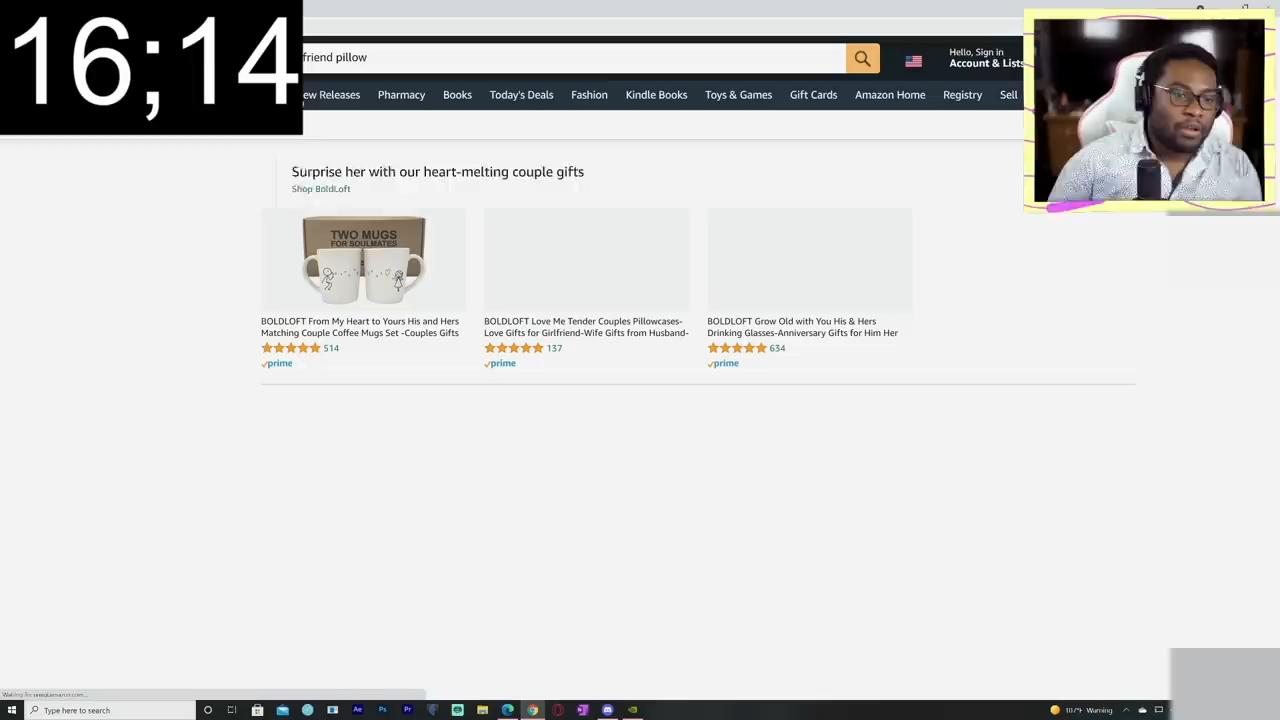 16;14
friend pillow
Hello, Sign in
Account & Lists
ew Releases Pharmacy Books Today's Deals Fashion Kindle Books Toys & Games Gift Cards Amazon Home Registry Sell
Surprise her with our heart-melting couple gifts
Shop BoldLoft
TWO MUGS
FOR SOULMATES
BOLDLOFT From My Heart to Yours His and Hers
Matching Couple Coffee Mugs Set -Couples Gifts
514
prime
BOLDLOFT Love Me Tender Couples Pillowcases-
Love Gifts for Girlfriend-Wife Gifts from Husband-
137
prime
BOLDLOFT Grow Old with You His & Hers
Drinking Glasses-Anniversary Gifts for Him Her
634
prime
Type here to search
Ae Ps Pr
107°F Warning